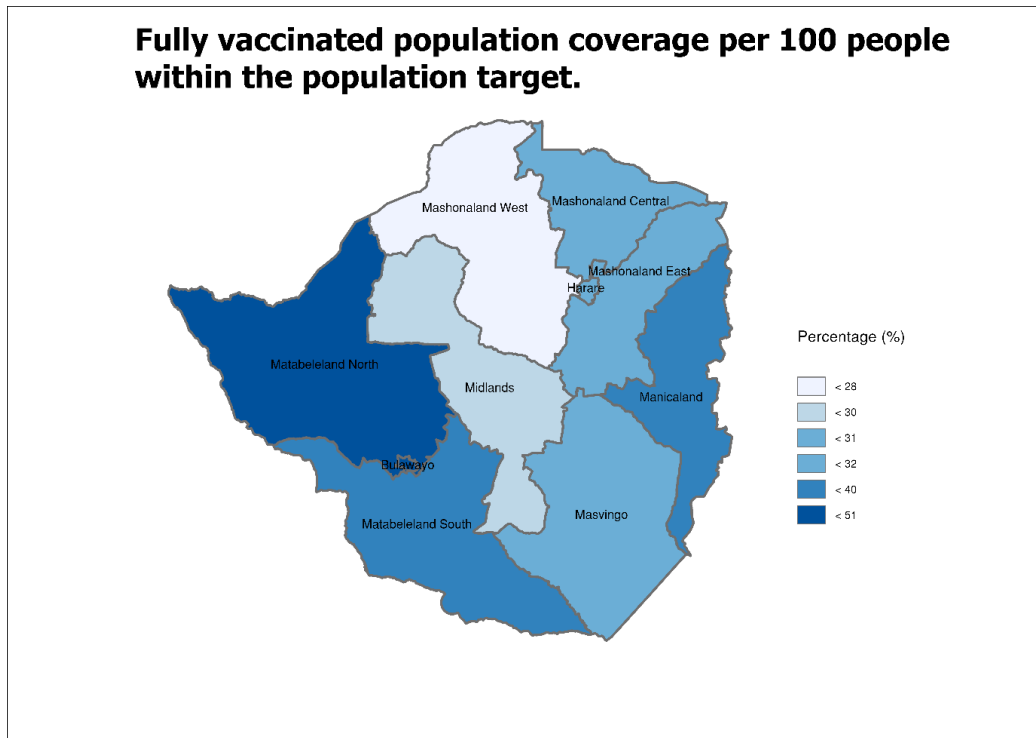 Fully vaccinated population coverage per 100 people
within the population target.
Mashonaland West
Mashonaland Central
Mashonaland East
Harare
Matabeleland North
Midlands
Manicaland
Bulawayo
Matabeleland South
Masvingo
Percentage (%)
< 28
< 30
< 31
< 32
< 40
< 51